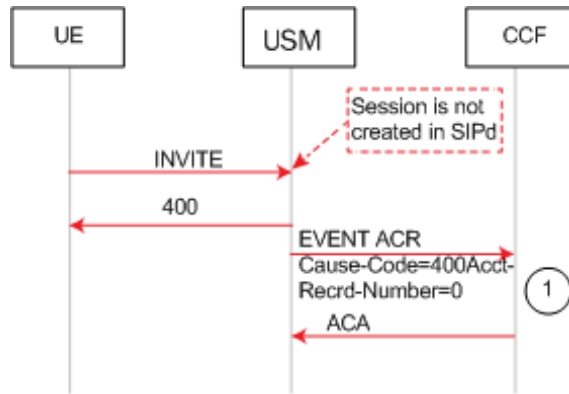 UE
USM
CCF
Session is not
created in SIPd
INVITE
400
EVENT ACR
Cause-Code=400Acct-
Recrd-Number=0
1
ACA